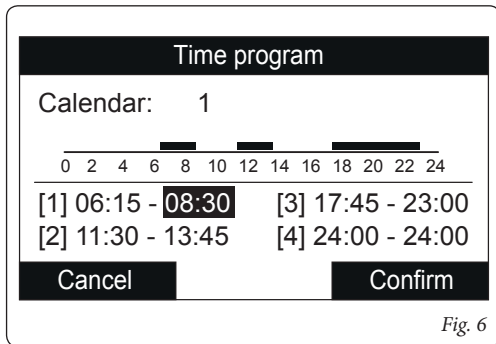 Time program
Calendar: 1
0 2 4 6 8 10 12 14 16 18 20 22 24
[1] 06:15 - 08:30 [3] 17:45 - 23:00
[2] 11:30 - 13:45 [4] 24:00 - 24:00
Cancel Confirm
Fig. 6